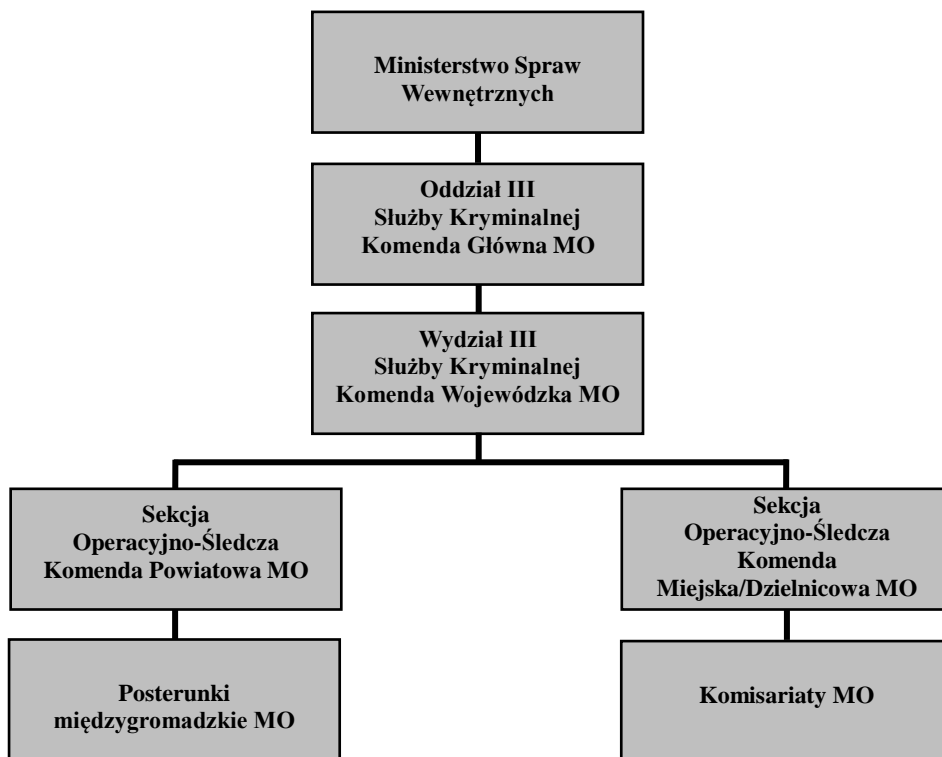 Ministerstwo Spraw
Wewnętrznych
Oddział III
Służby Kryminalnej
Komenda Główna MO
Wydział III
Służby Kryminalnej
Komenda Wojewódzka MO
Sekcja
Operacyjno-Śledcza
Komenda Powiatowa MO
Sekcja
Operacyjno-Śledcza
Komenda
Miejska/Dzielnicowa MO
Posterunki
międzygromadzkie MO
Komisariaty MO